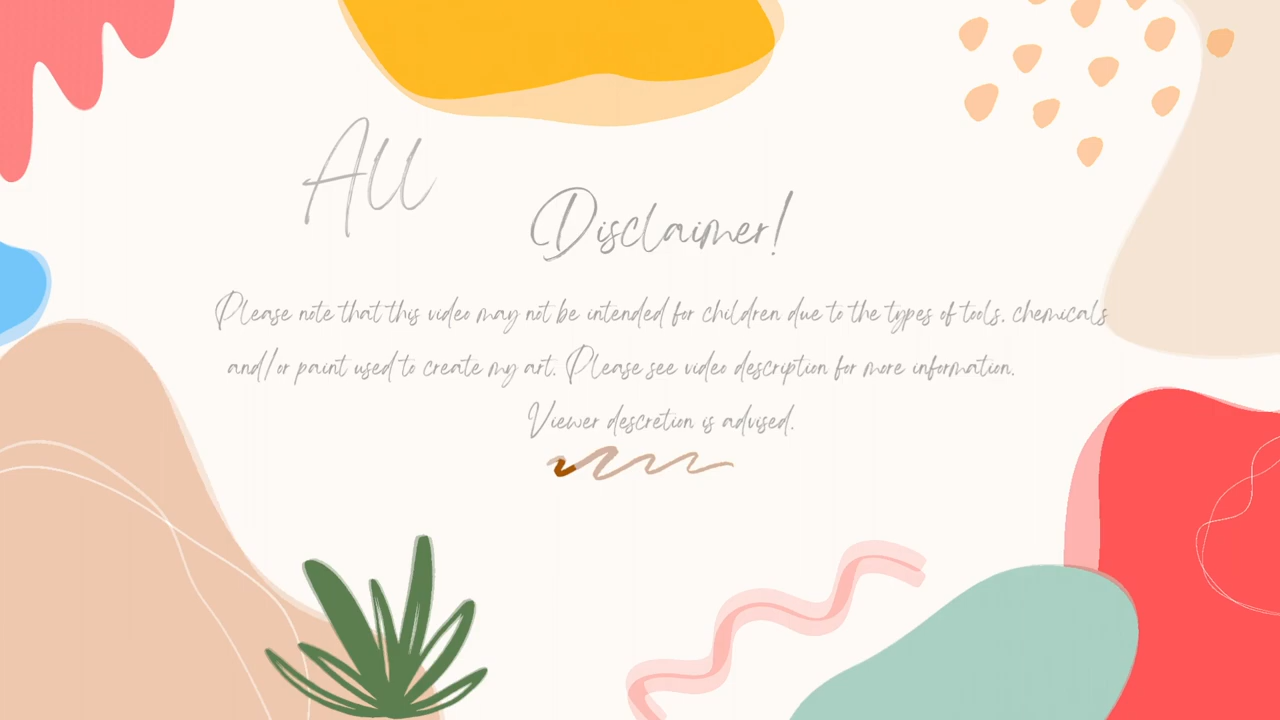 All
Disclaimer!
Please note that this video may not be intended for children due to the types of tools, chemicals
and/or paint used to create my art. Please see video description for more information.
Viewer descretion is advised.